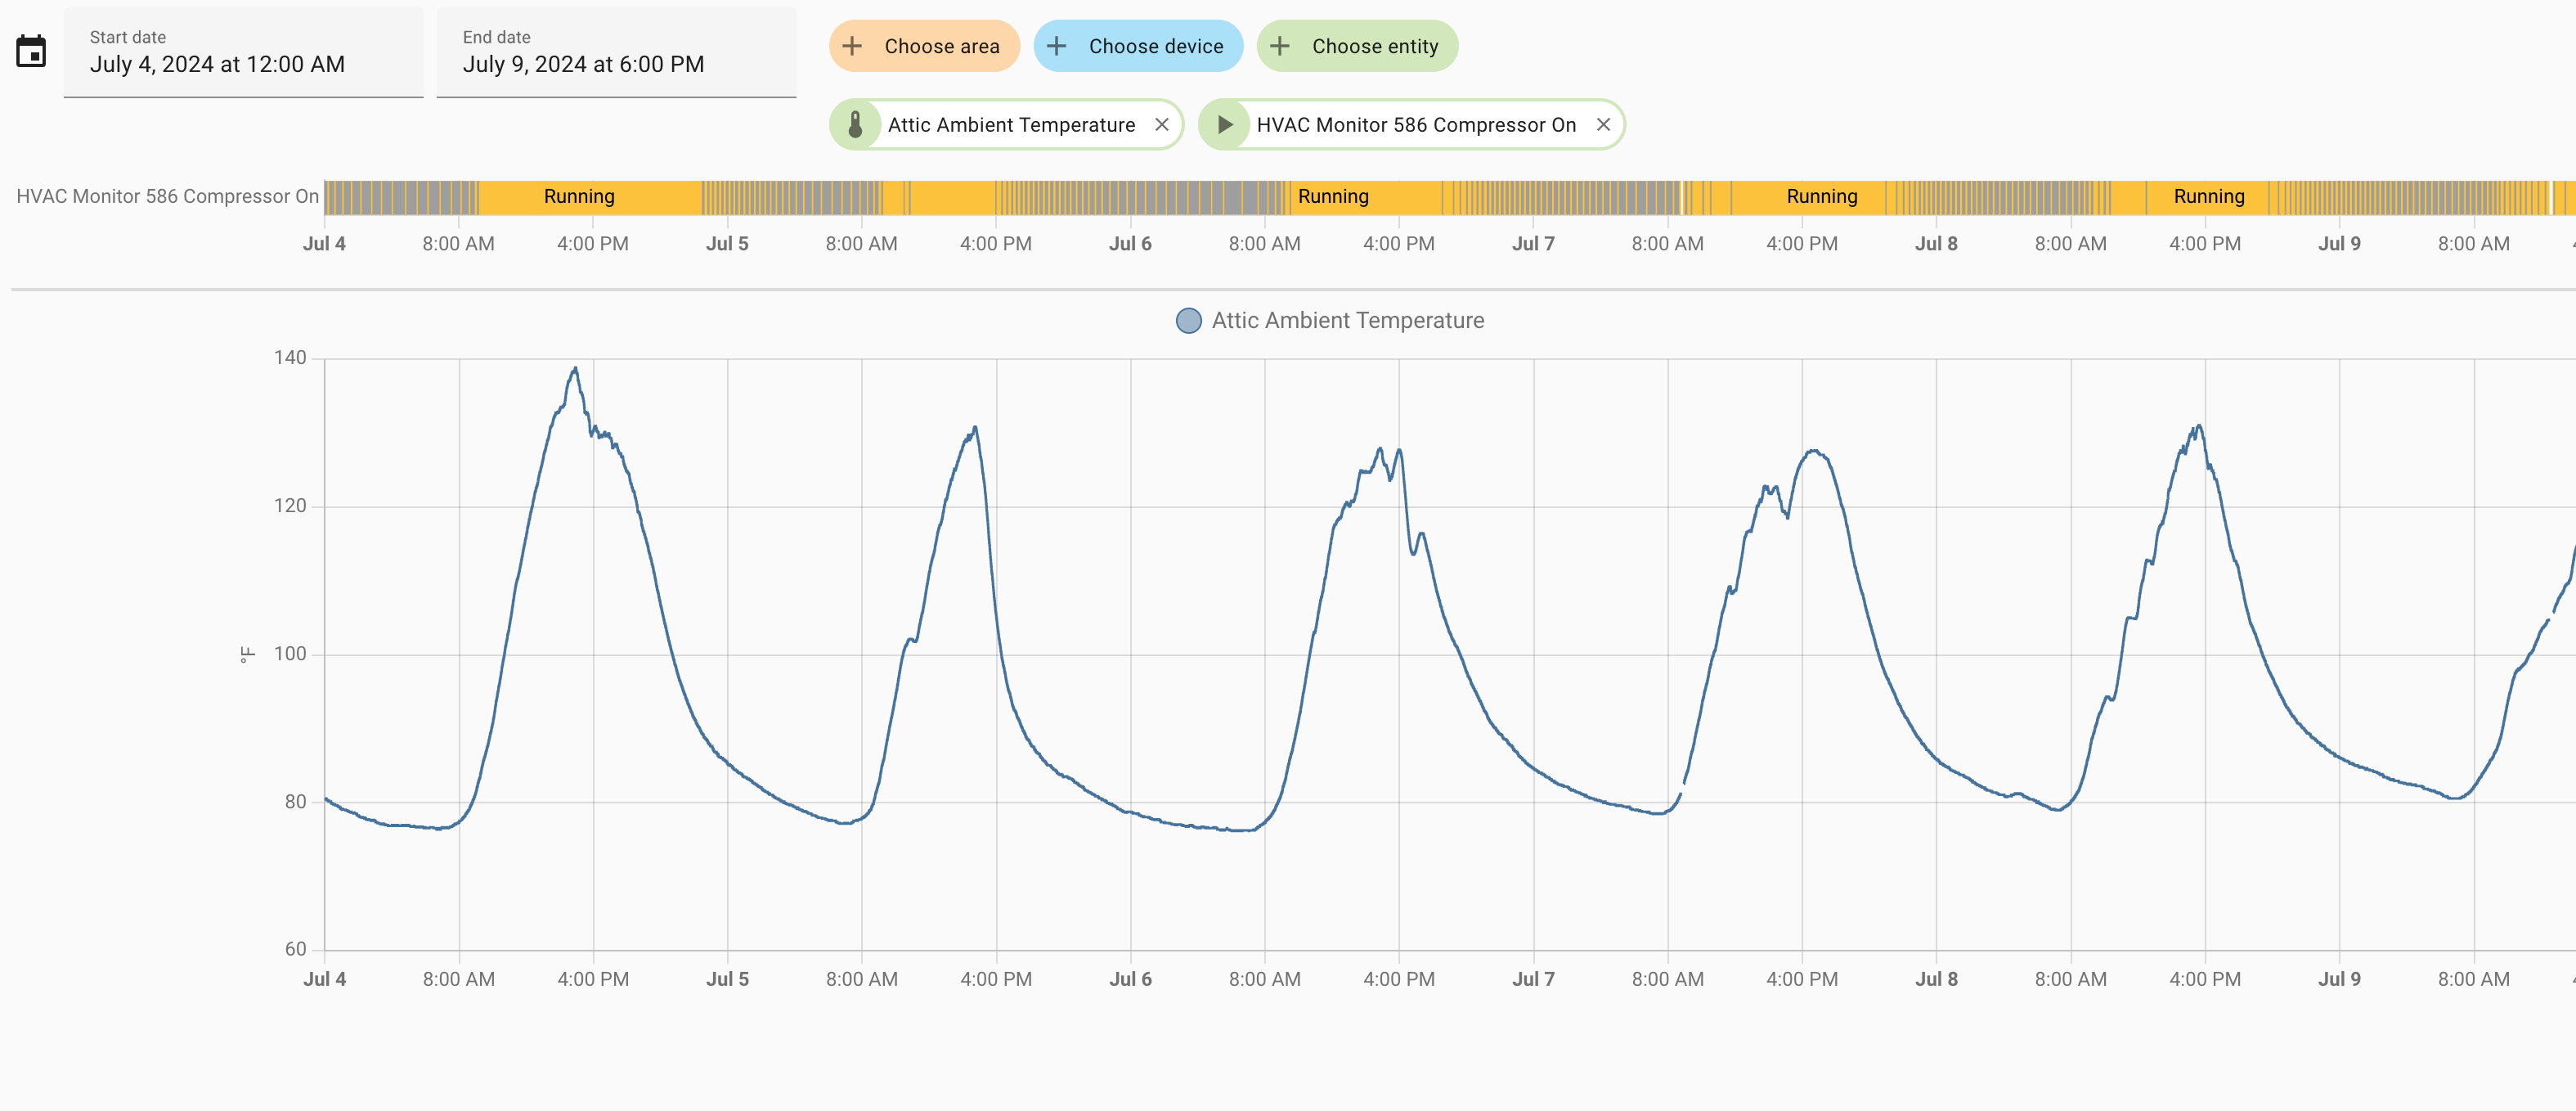 Start date
July 4, 2024 at 12:00 AM
End date
July 9, 2024 at 6:00 PM
Choose area
Choose device
Choose entity
Attic Ambient Temperature
HVAC Monitor 586 Compressor On
HVAC Monitor 586 Compressor On
Running Running Running Running
Jul 4 8:00 AM 4:00 PM Jul 5 8:00 AM 4:00 PM Jul 6 8:00 AM 4:00 PM Jul 7 8:00 AM 4:00 PM Jul 8 8:00 AM 4:00 PM Jul 9 8:00 AM
Attic Ambient Temperature
140
120
°F 100
80
60
Jul 4 8:00 AM 4:00 PM Jul 5 8:00 AM 4:00 PM Jul 6 8:00 AM 4:00 PM Jul 7 8:00 AM 4:00 PM Jul 8 8:00 AM 4:00 PM Jul 9 8:00 AM